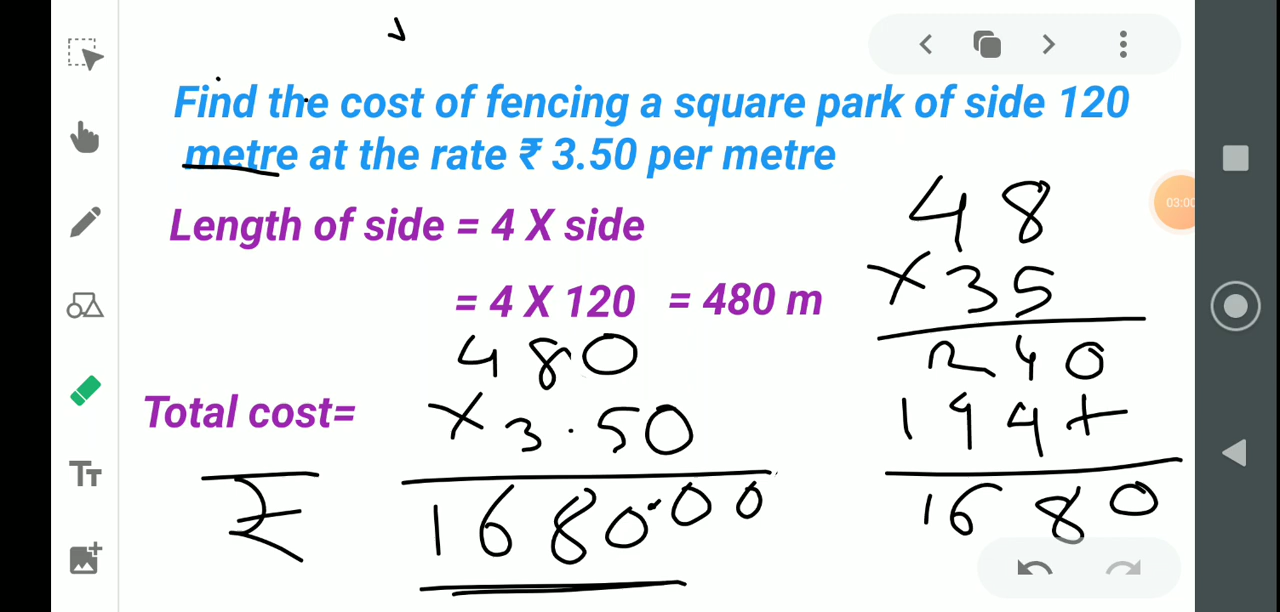 Find the cost of fencing a square park of side 120
metre at the rate ₹ 3.50 per metre
Length of side = 4 X side
= 4 X 120 = 480 m
480
X 3.50
Total cost=
₹ 1680.00
48
X 35
240
144+
1680
03:00
Tт